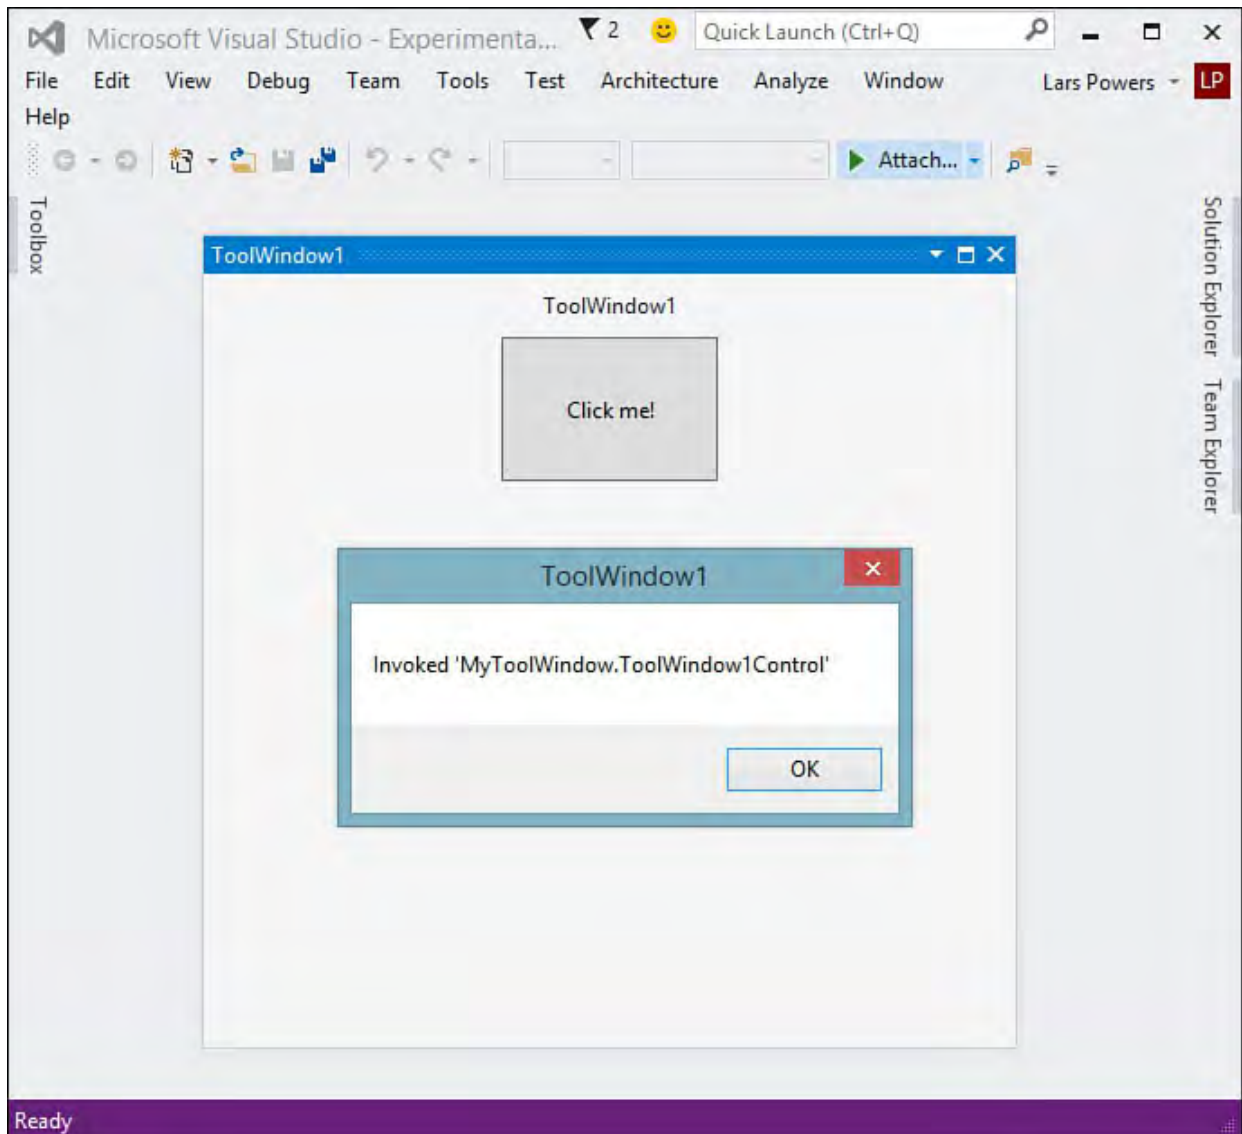 Microsoft Visual Studio - Experimenta... 2 Quick Launch (Ctrl+Q)
File Edit View Debug Team Tools Test Architecture Analyze Window Lars Powers LP
Help
Attach...
Toolbox
Solution Explorer
Team Explorer
ToolWindow1
ToolWindow1
Click me!
ToolWindow1
Invoked 'MyToolWindow.ToolWindow1Control'
OK
Ready